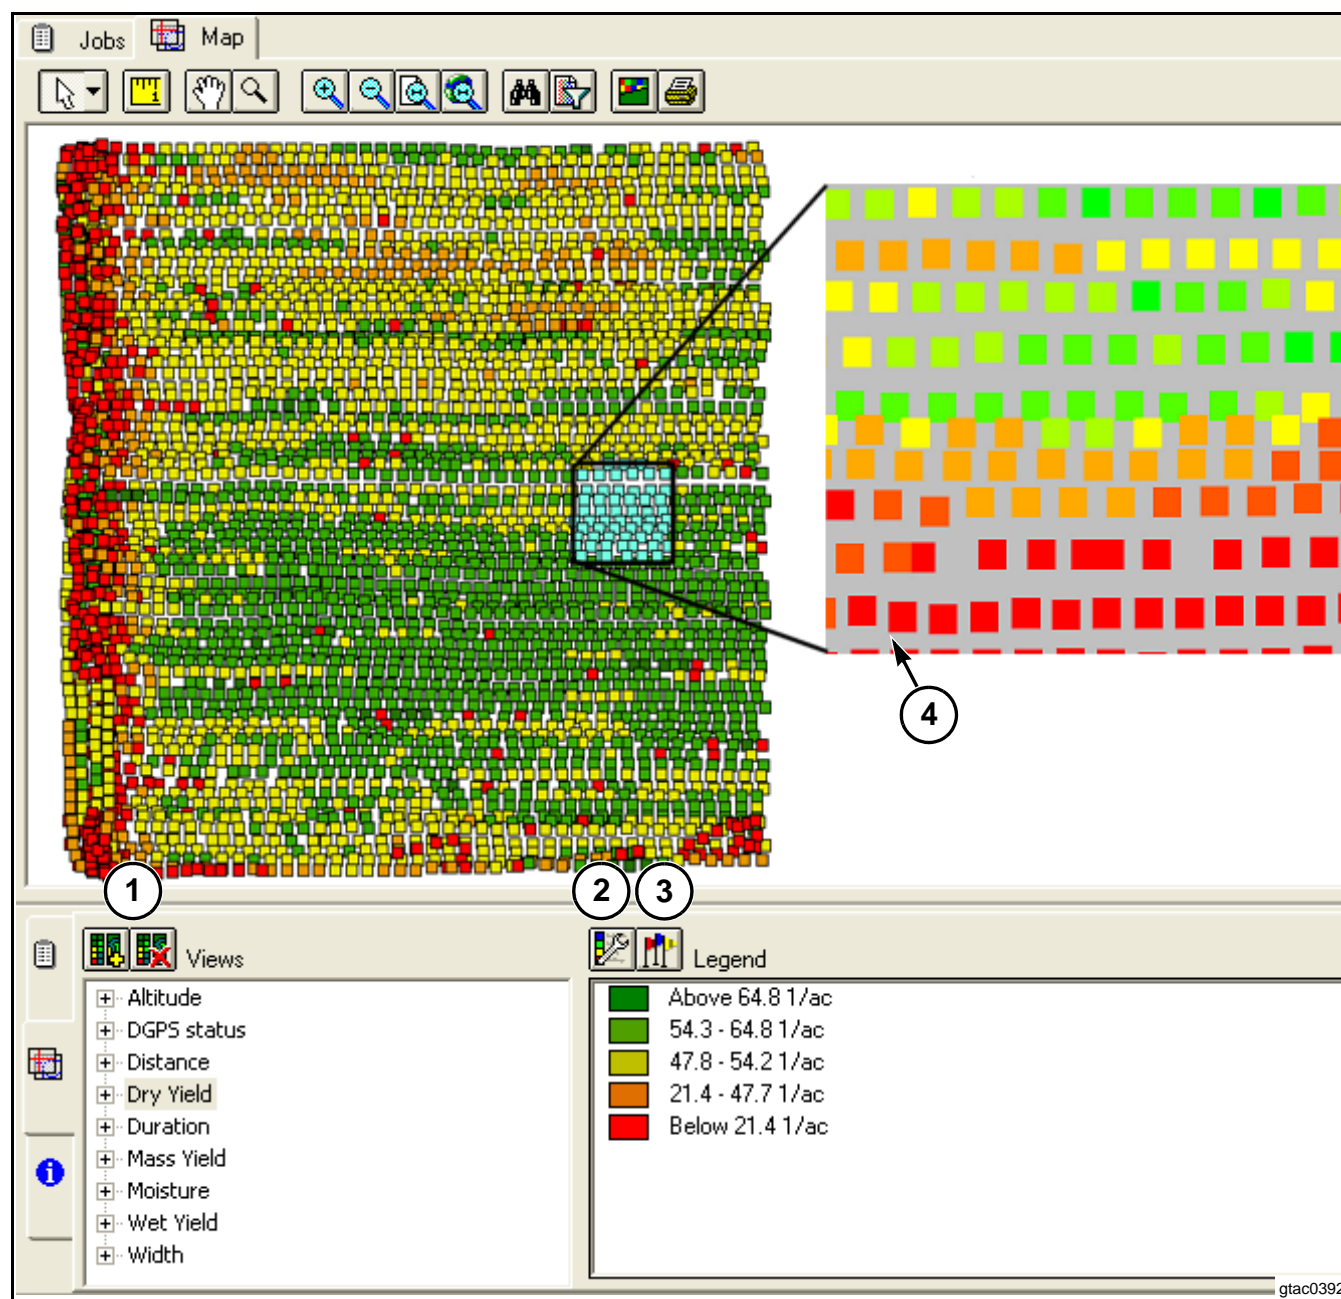 Jobs Map
4
1 2 3
Views
Altitude
DGPS status
Distance
Dry Yield
Duration
Mass Yield
Moisture
Wet Yield
Width
Legend
Above 64.8 1/ac
54.3 - 64.8 1/ac
47.8 - 54.2 1/ac
21.4 - 47.7 1/ac
Below 21.4 1/ac
gtac0392